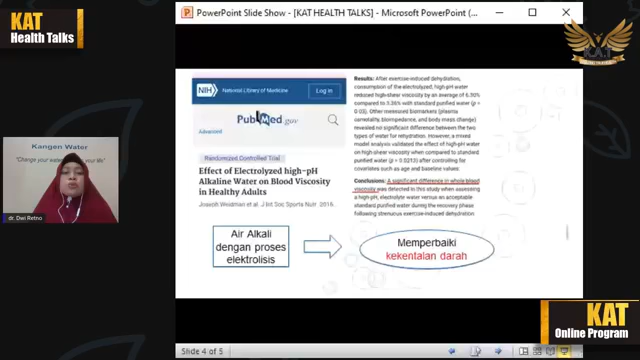 KAT
Health Talks
PowerPoint Slide Show - [KAT HEALTH TALKS] - Microsoft PowerPoint (...
K.A.T
NIH
National Library of Medicine
Log in
PubMed.gov
Advanced
Randomized Controlled Trial
Effect of Electrolyzed high-pH
Alkaline Water on Blood Viscosity
in Healthy Adults
Joseph Weidman et al. J Int Soc Sports Nutr. 2016.
Results: After exercise-induced dehydration,
consumption of the electrolyzed, high-pH water
reduced high-shear viscosity by an average of 6.30%
compared to 3.36% with standard purified water (p =
0.03). Other measured biomarkers (plasma
osmolality, bioimpedance, and body mass change)
revealed no significant difference between the two
types of water for rehydration. However, a mixed
model analysis validated the effect of high-pH water
on high-shear viscosity when compared to standard
purified water (p = 0.0213) after controlling for
covariates such as age and baseline values.
Conclusions: A significant difference in whole blood
viscosity was detected in this study when assessing
a high-pH, electrolyte water versus an acceptable
standard purified water during the recovery phase
following strenuous exercise-induced dehydration
Kangen Water
"Change your water, change your life"
dr. Dwi Retno
Air Alkali
dengan proses
elektrolisis
Memperbaiki
kekentalan darah
KAT
Online Program
Slide 4 of 5